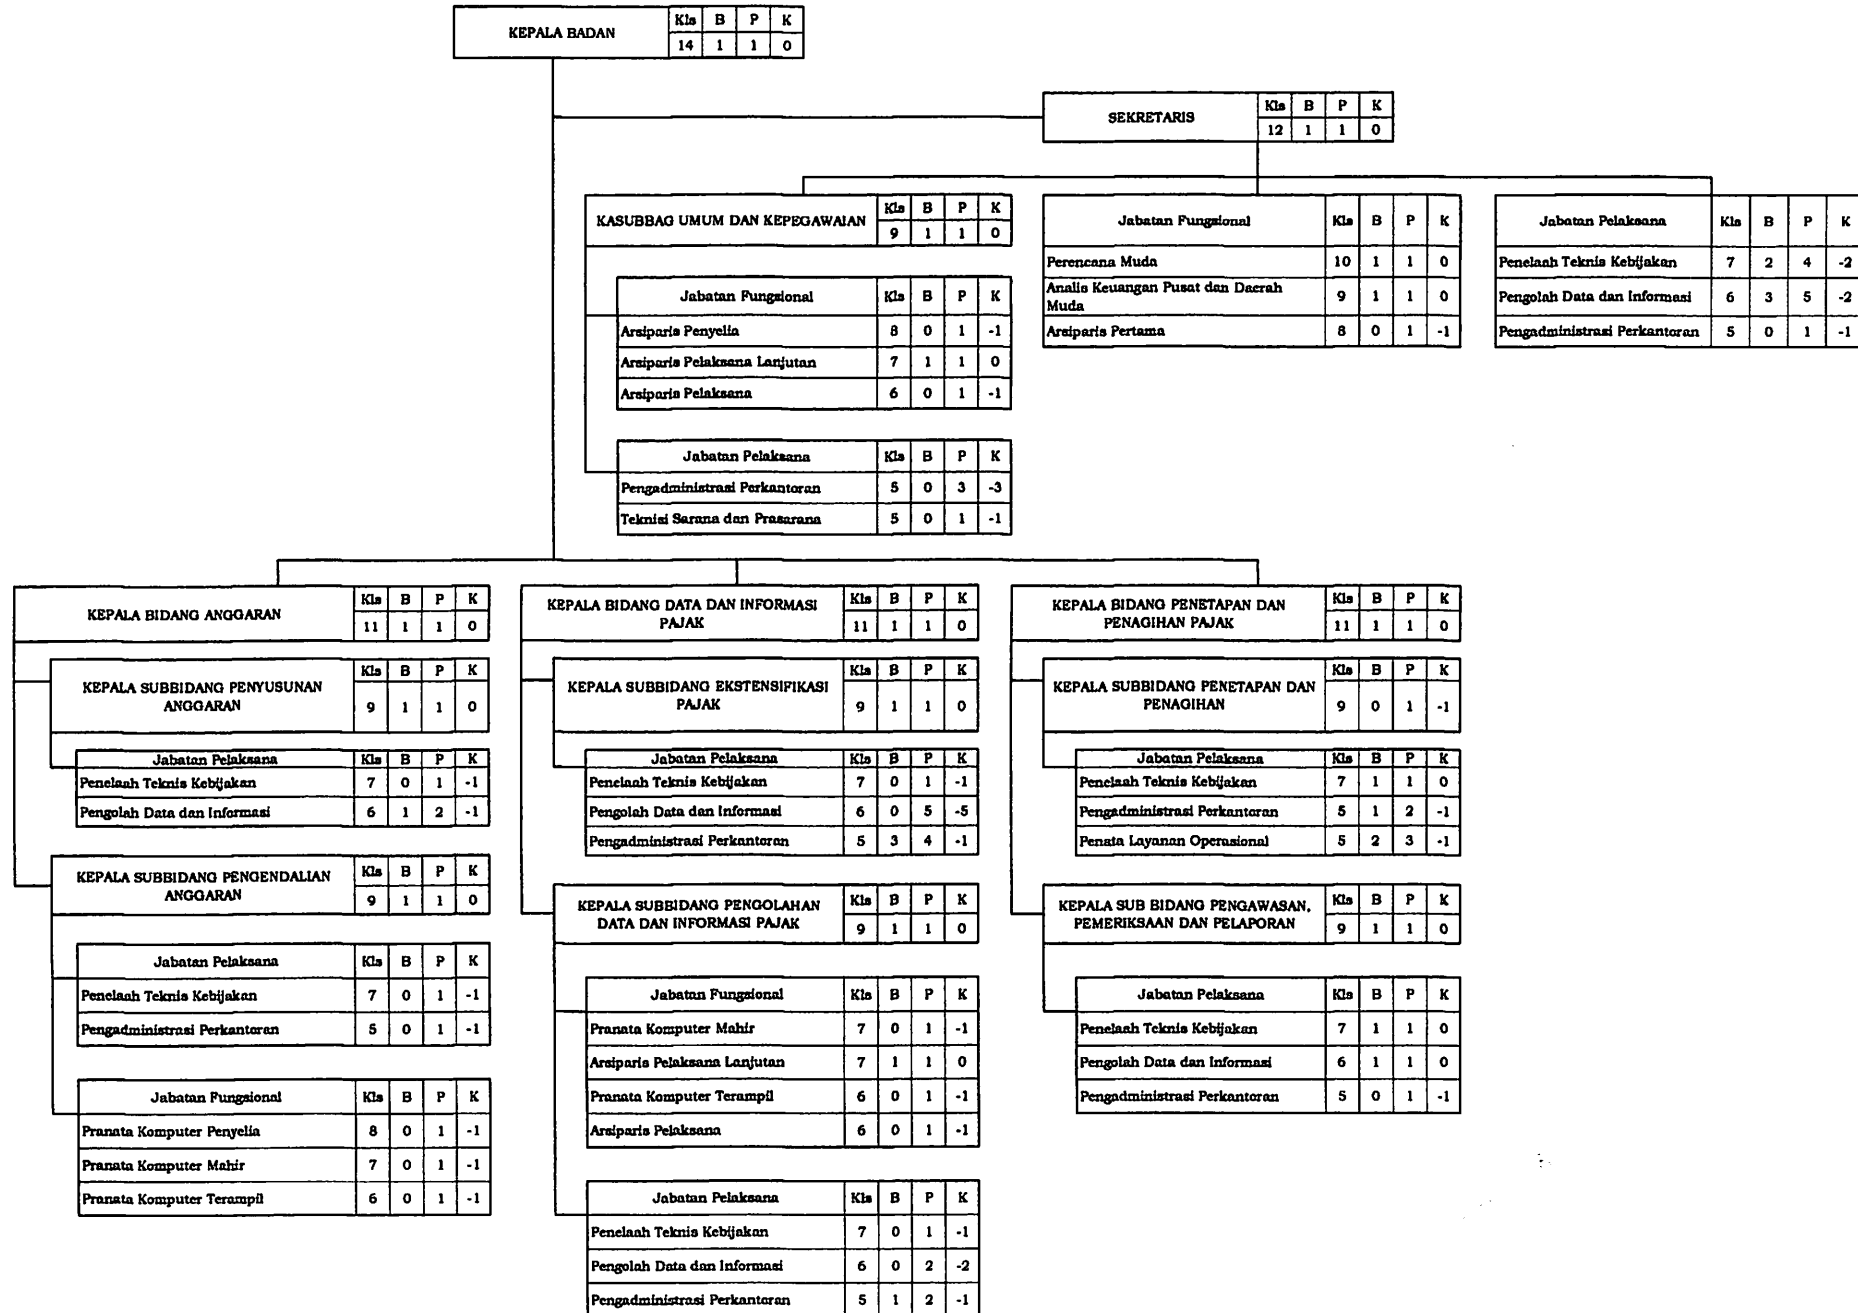 KEPALA BADAN
Kls B P K
14 1 1 0
SEKRETARIS
Kls B P K
12 1 1 0
KASUBBAG UMUM DAN KEPEGAWAIAN
Kls B P K
9 1 1 0
Jabatan Fungsional Kls B P K
Arsiparis Penyelia 8 0 1 -1
Arsiparis Pelaksana Lanjutan 7 1 1 0
Arsiparis Pelaksana 6 0 1 -1
Jabatan Pelaksana Kls B P K
Pengadministrasi Perkantoran 5 0 3 -3
Teknisi Sarana dan Prasarana 5 0 1 -1
Jabatan Fungsional Kls B P K
Perencana Muda 10 1 1 0
Analis Keuangan Pusat dan Daerah
Muda 9 1 1 0
Arsiparis Pertama 8 0 1 -1
Jabatan Pelaksana Kls B P K
Penelaah Teknis Kebijakan 7 2 4 -2
Pengolah Data dan Informasi 6 3 5 -2
Pengadministrasi Perkantoran 5 0 1 -1
KEPALA BIDANG ANGGARAN
Kls B P K
11 1 1 0
KEPALA SUBBIDANG PENYUSUNAN
ANGGARAN
Kls B P K
9 1 1 0
Jabatan Pelaksana Kls B P K
Penelaah Teknis Kebijakan 7 0 1 -1
Pengolah Data dan Informasi 6 1 2 -1
KEPALA SUBBIDANG PENGENDALIAN
ANGGARAN
Kls B P K
9 1 1 0
Jabatan Pelaksana Kls B P K
Penelaah Teknis Kebijakan 7 0 1 -1
Pengadministrasi Perkantoran 5 0 1 -1
Jabatan Fungsional Kls B P K
Pranata Komputer Penyelia 8 0 1 -1
Pranata Komputer Mahir 7 0 1 -1
Pranata Komputer Terampil 6 0 1 -1
KEPALA BIDANG DATA DAN INFORMASI
PAJAK
Kls B P K
11 1 1 0
KEPALA SUBBIDANG EKSTENSIFIKASI
PAJAK
Kls B P K
9 1 1 0
Jabatan Pelaksana Kls B P K
Penelaah Teknis Kebijakan 7 0 1 -1
Pengolah Data dan Informasi 6 0 5 -5
Pengadministrasi Perkantoran 5 3 4 -1
KEPALA SUBBIDANG PENGOLAHAN
DATA DAN INFORMASI PAJAK
Kls B P K
9 1 1 0
Jabatan Fungsional Kls B P K
Pranata Komputer Mahir 7 0 1 -1
Arsiparis Pelaksana Lanjutan 7 1 1 0
Pranata Komputer Terampil 6 0 1 -1
Arsiparis Pelaksana 6 0 1 -1
Jabatan Pelaksana Kls B P K
Penelaah Teknis Kebijakan 7 0 1 -1
Pengolah Data dan Informasi 6 0 2 -2
Pengadministrasi Perkantoran 5 1 2 -1
KEPALA BIDANG PENETAPAN DAN
PENAGIHAN PAJAK
Kls B P K
11 1 1 0
KEPALA SUBBIDANG PENETAPAN DAN
PENAGIHAN
Kls B P K
9 0 1 -1
Jabatan Pelaksana Kls B P K
Penelaah Teknis Kebijakan 7 1 1 0
Pengadministrasi Perkantoran 5 1 2 -1
Penata Layanan Operasional 5 2 3 -1
KEPALA SUB BIDANG PENGAWASAN,
PEMERIKSAAN DAN PELAPORAN
Kls B P K
9 1 1 0
Jabatan Pelaksana Kls B P K
Penelaah Teknis Kebijakan 7 1 1 0
Pengolah Data dan Informasi 6 1 1 0
Pengadministrasi Perkantoran 5 0 1 -1